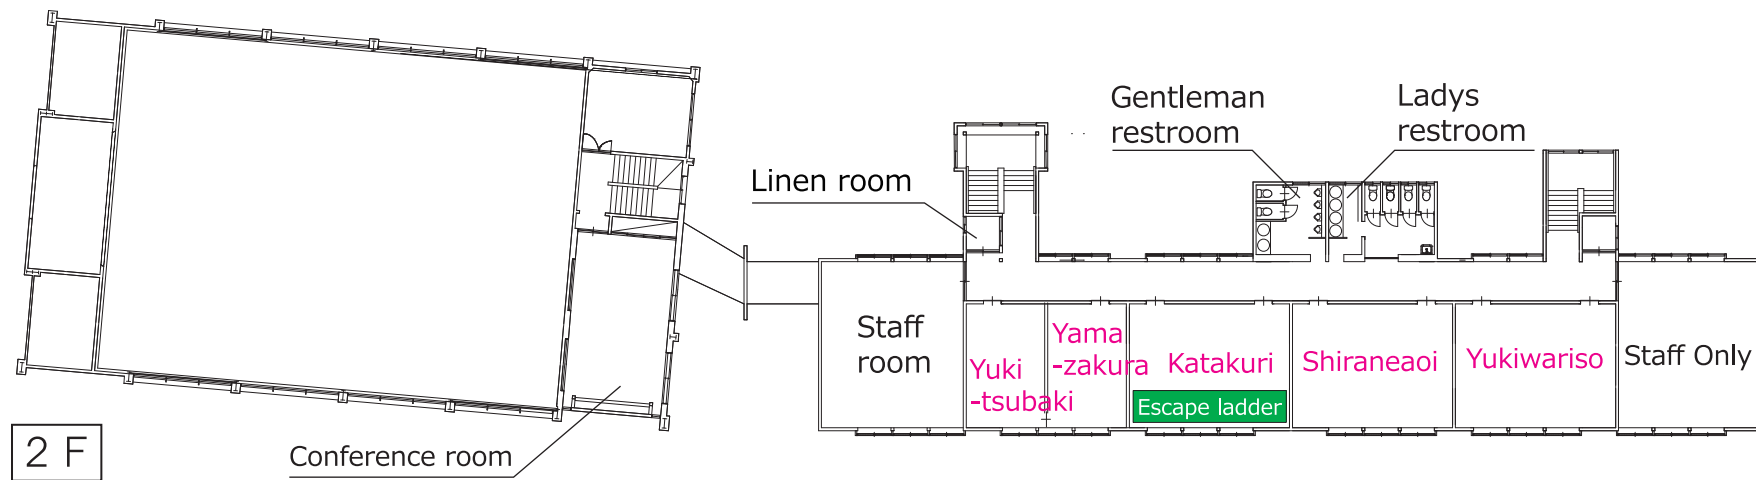 Gentleman
restroom
Ladys
restroom
Linen room
Staff
room
Yuki
-tsubaki
Yama
-zakura
Katakuri
Escape ladder
Shiraneaoi
Yukiwariso
Staff Only
Conference room
2 F